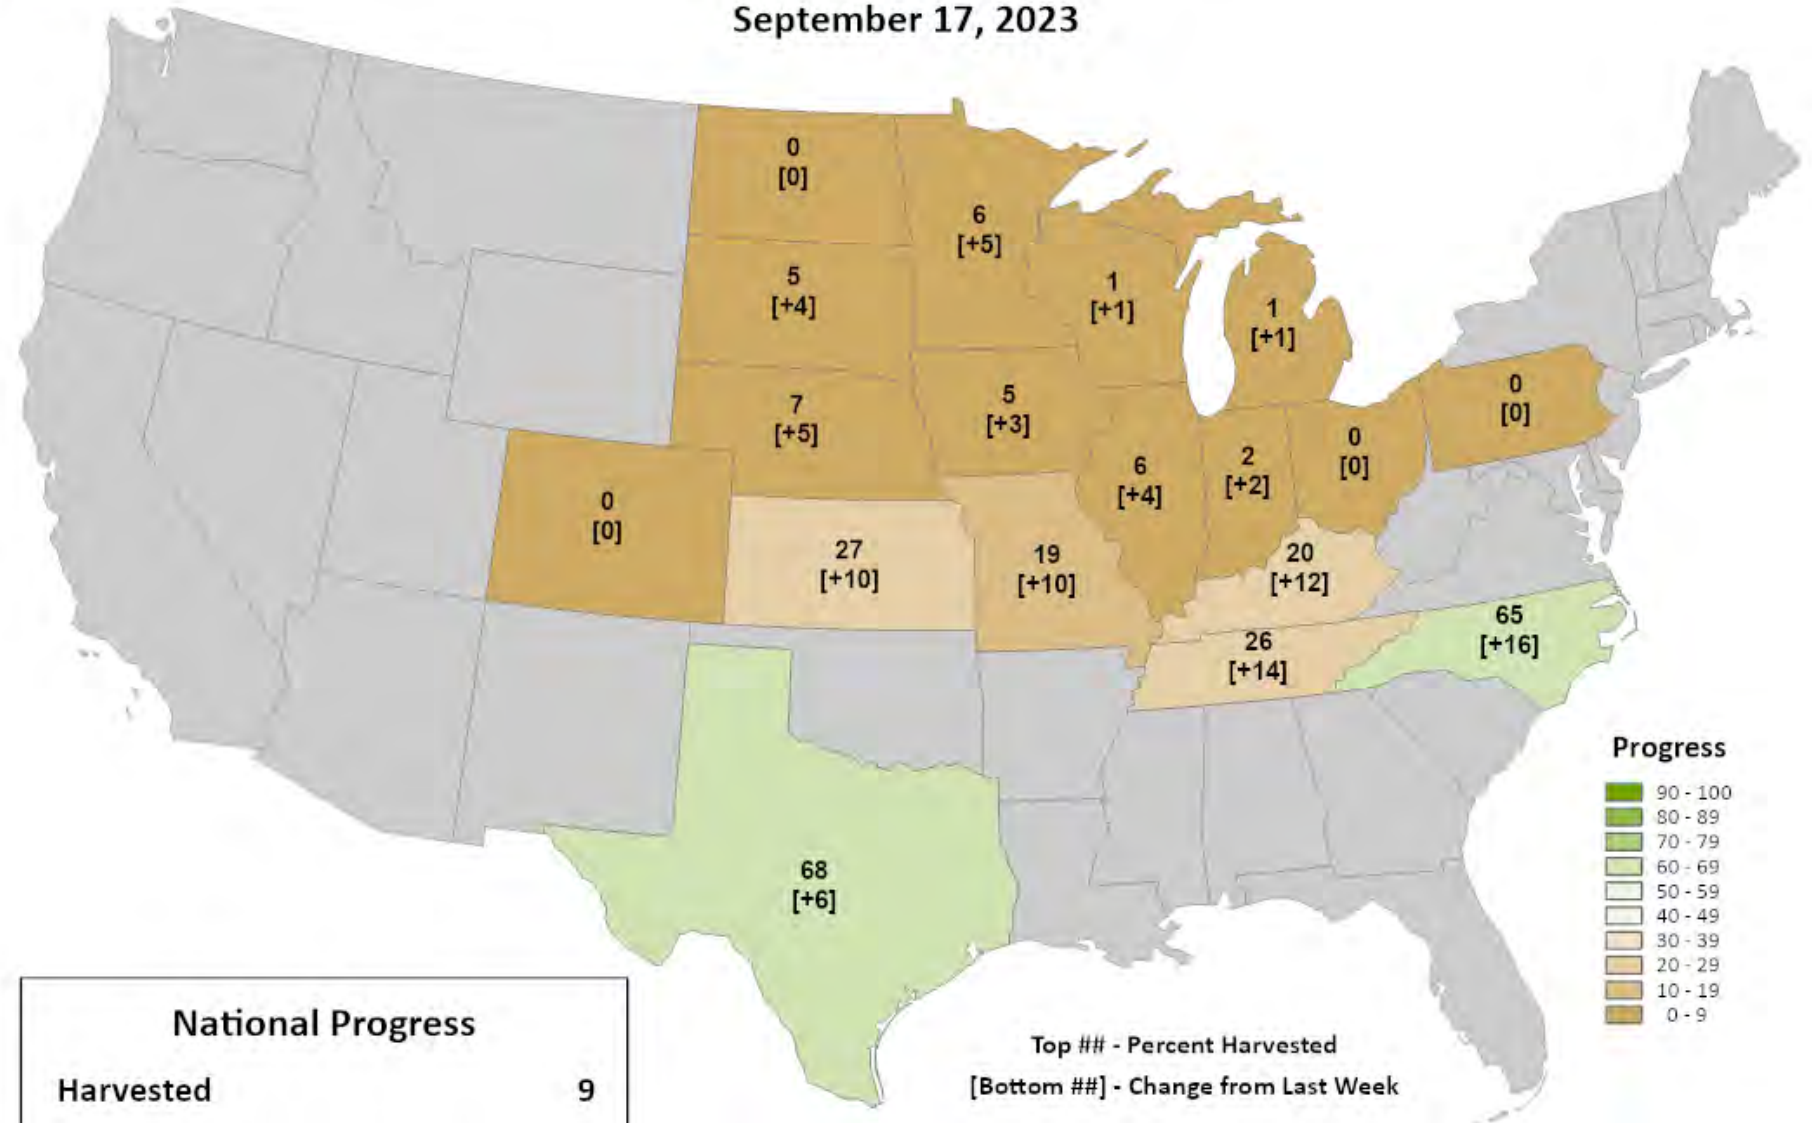 September 17, 2023
0
[0]
6
[+5]
5
[+4]
1
[+1]
1
[+1]
7
[+5]
5
[+3]
0
[0]
6
[+4]
2
[+2]
0
[0]
0
[0]
27
[+10]
19
[+10]
20
[+12]
26
[+14]
65
[+16]
68
[+6]
Progress
90 - 100
80 - 89
70 - 79
60 - 69
50 - 59
40 - 49
30 - 39
20 - 29
10 - 19
0 - 9
National Progress
Harvested 9
Top ## - Percent Harvested
[Bottom ##] - Change from Last Week